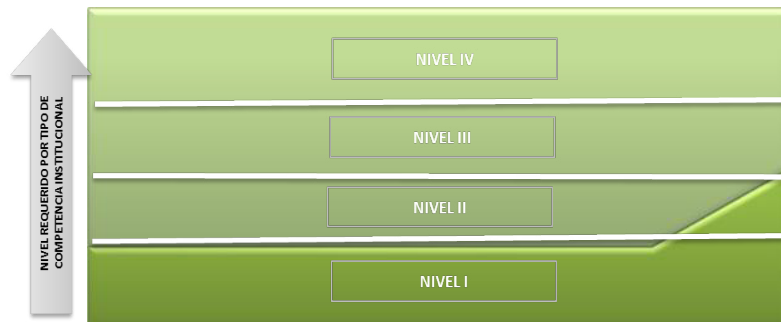 NIVEL IV
NIVEL III
NIVEL II
NIVEL I
NIVEL REQUERIDO POR TIPO DE
COMPETENCIA INSTITUCIONAL